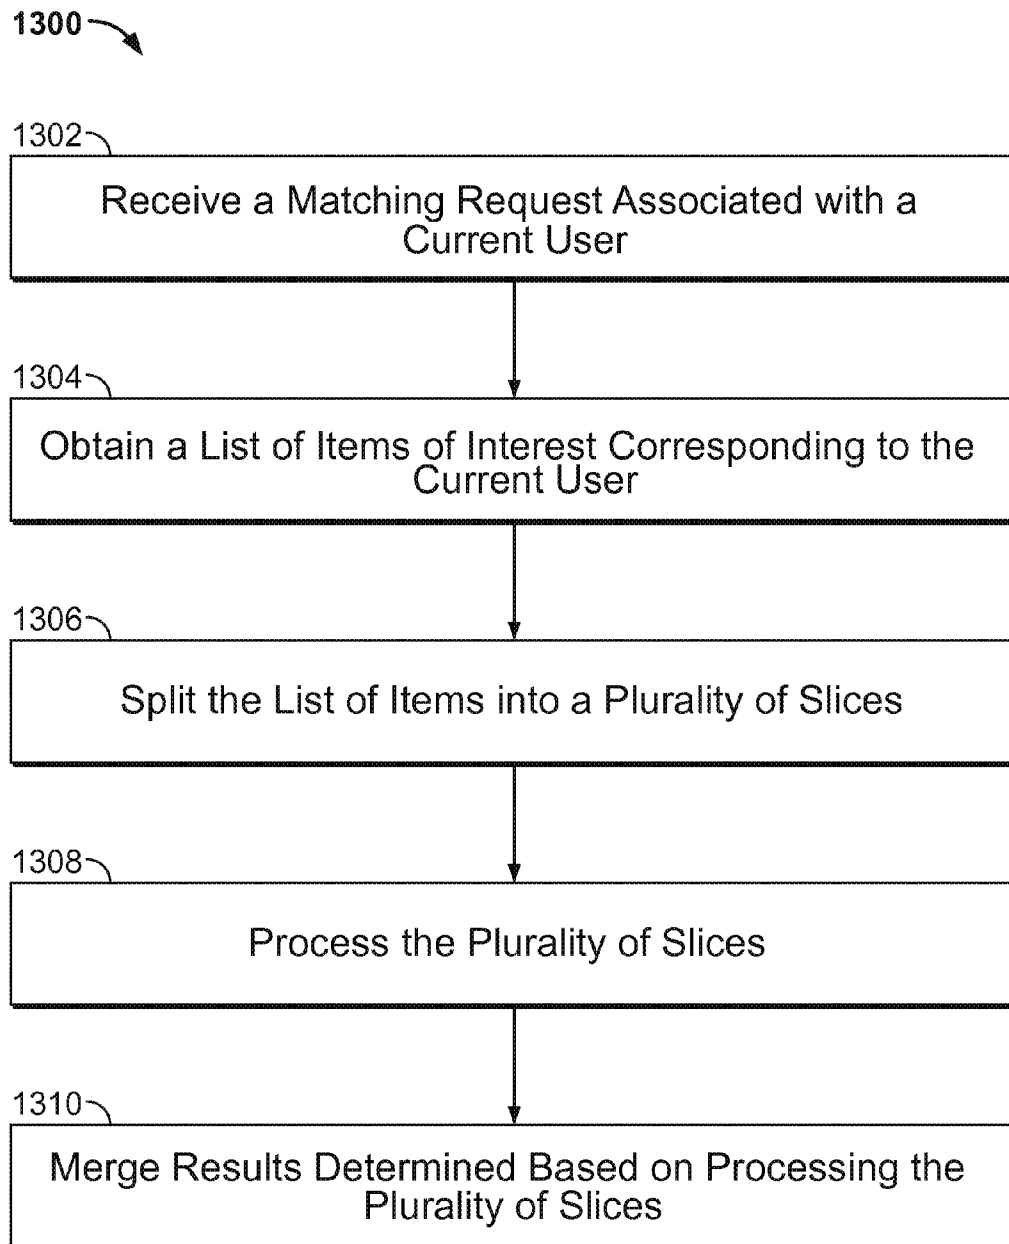 1300
1302
Receive a Matching Request Associated with a
Current User
1304
Obtain a List of Items of Interest Corresponding to the
Current User
1306
Split the List of Items into a Plurality of Slices
1308
Process the Plurality of Slices
1310
Merge Results Determined Based on Processing the
Plurality of Slices